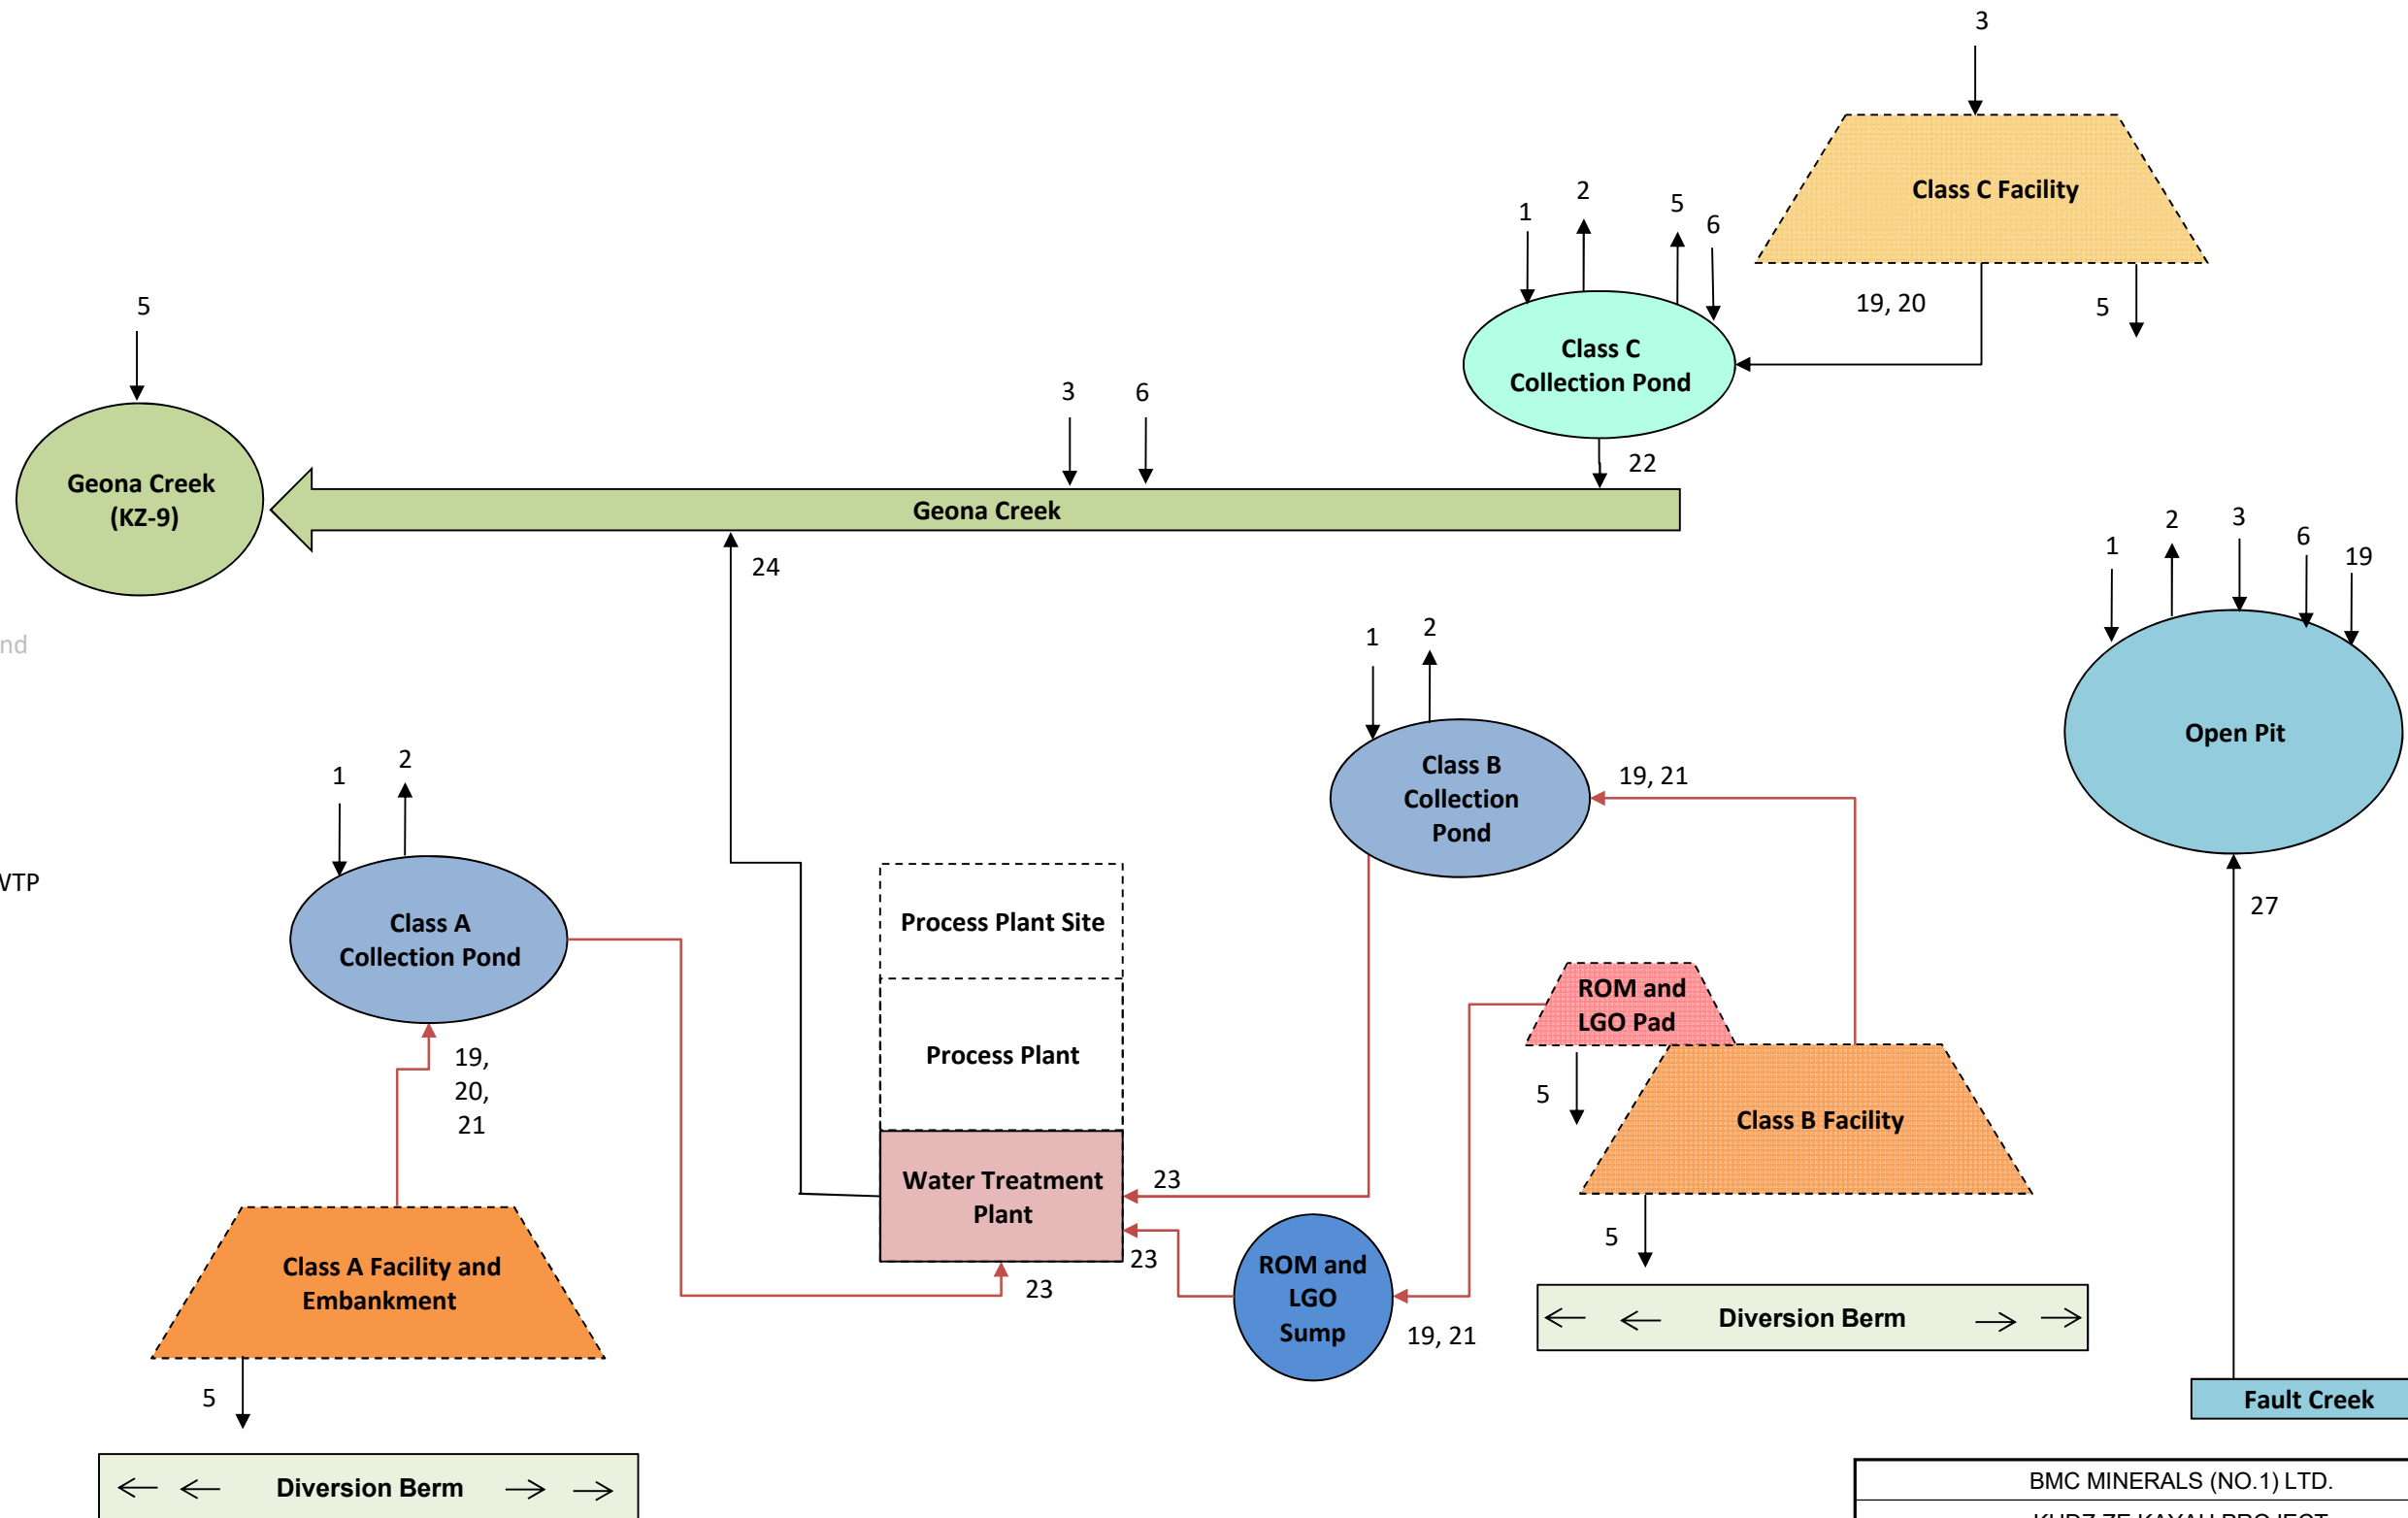 3
Class C Facility
1
2
5
6
19, 20
5
Class C
Collection Pond
22
5
3
6
Geona Creek
(KZ-9)
Geona Creek
24
1
2
3
6
19
Open Pit
27
1
2
Class B
Collection
Pond
19, 21
1
2
Class A
Collection Pond
19,
20,
21
Process Plant Site
Process Plant
Water Treatment
Plant
23
23
23
ROM and
LGO Pad
5
Class B Facility
5
ROM and
LGO
Sump
19, 21
Diversion Berm
Class A Facility and
Embankment
5
Diversion Berm
Fault Creek
BMC MINERALS (NO.1) LTD.